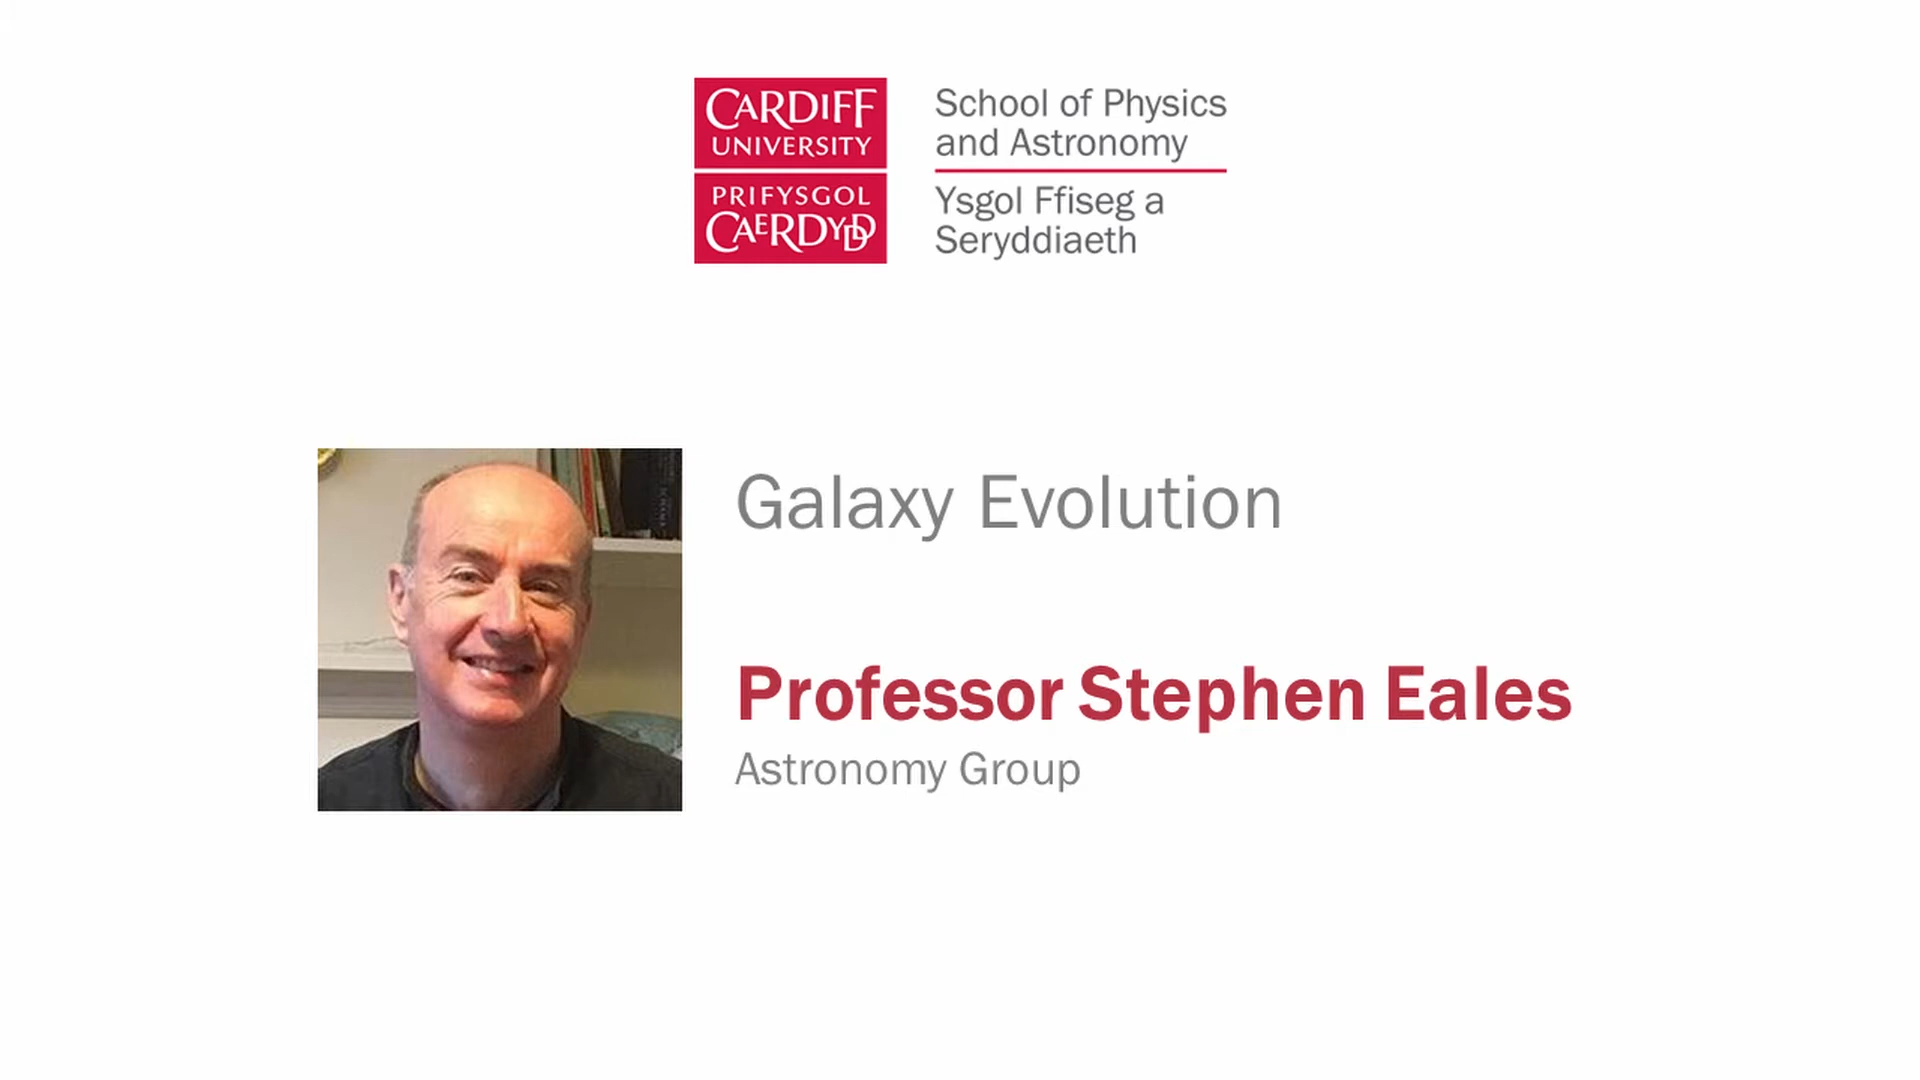 CARDIFF
UNIVERSITY
PRIFYSGOL
CAERDYDD
School of Physics
and Astronomy
Ysgol Ffiseg a
Seryddiaeth
Galaxy Evolution
Professor Stephen Eales
Astronomy Group